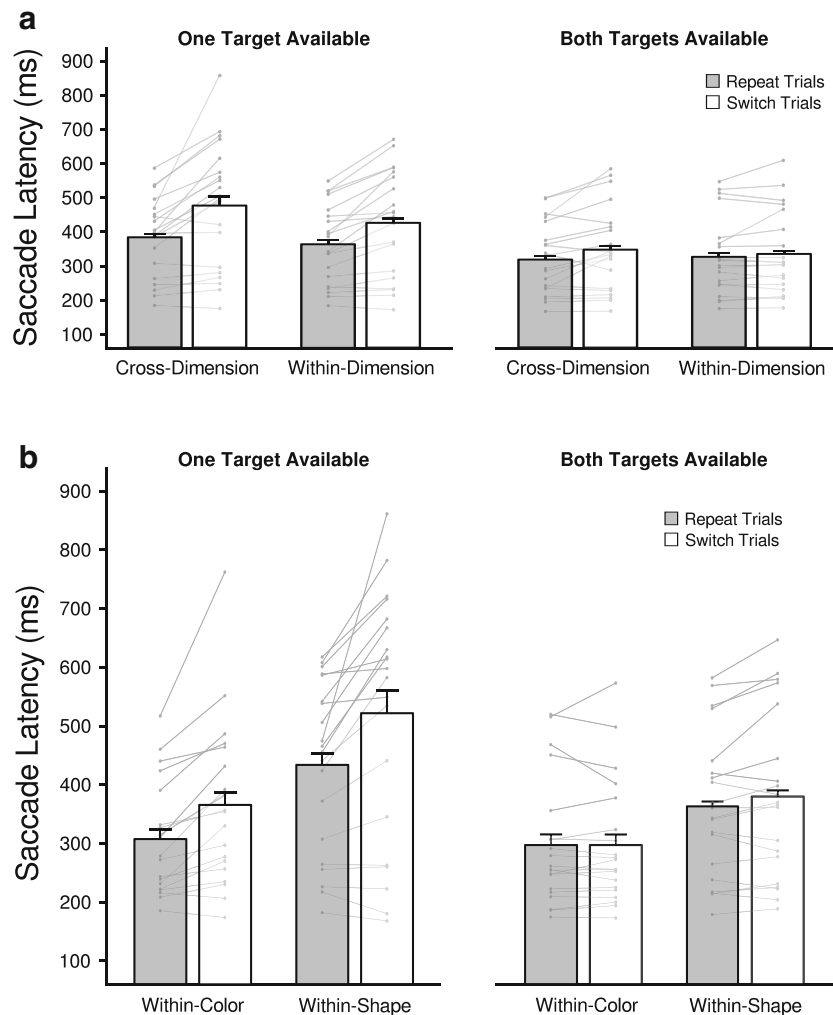 a
One Target Available
Both Targets Available
Saccade Latency (ms)
900
800
700
600
500
400
300
200
100
Repeat Trials
Switch Trials
Cross-Dimension
Within-Dimension
Cross-Dimension
Within-Dimension
b
One Target Available
Both Targets Available
Saccade Latency (ms)
900
800
700
600
500
400
300
200
100
Repeat Trials
Switch Trials
Within-Color
Within-Shape
Within-Color
Within-Shape